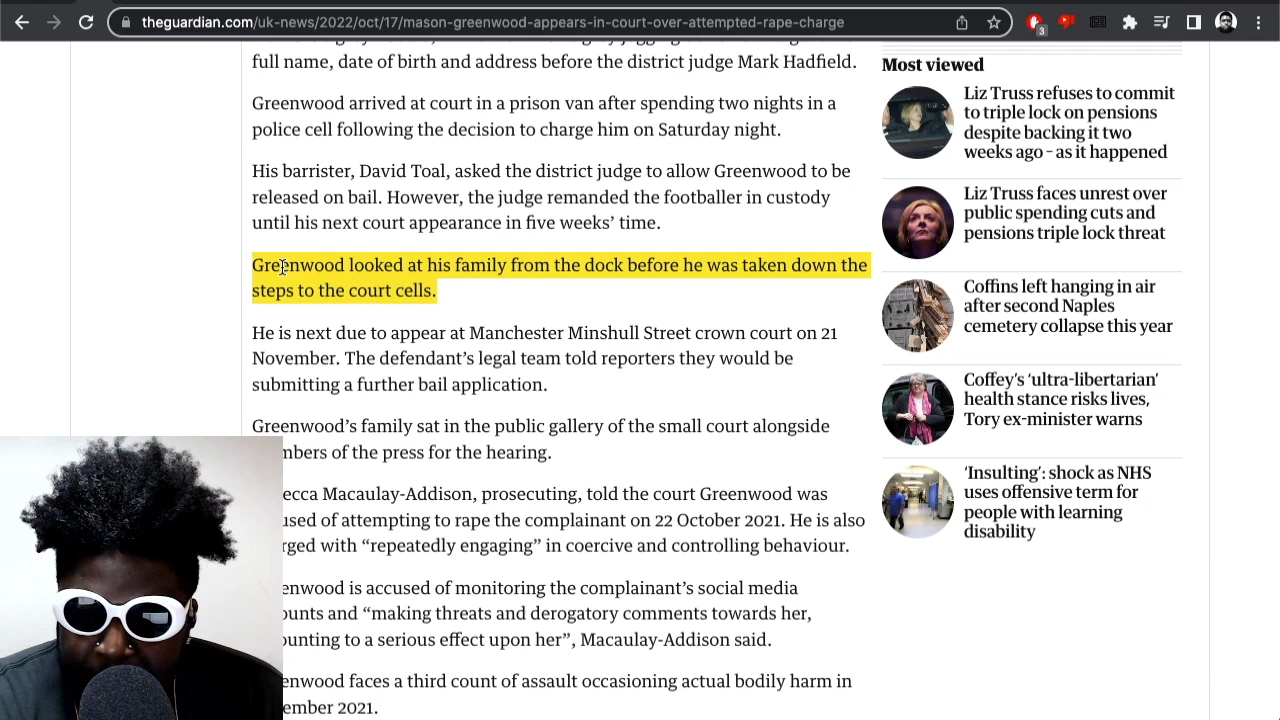 theguardian.com/uk-news/2022/oct/17/mason-greenwood-appears-in-court-over-attempted-rape-charge
3
full name, date of birth and address before the district judge Mark Hadfield.
Greenwood arrived at court in a prison van after spending two nights in a
police cell following the decision to charge him on Saturday night.
His barrister, David Toal, asked the district judge to allow Greenwood to be
released on bail. However, the judge remanded the footballer in custody
until his next court appearance in five weeks’ time.
Greenwood looked at his family from the dock before he was taken down the
steps to the court cells.
He is next due to appear at Manchester Minshull Street crown court on 21
November. The defendant’s legal team told reporters they would be
submitting a further bail application.
Greenwood’s family sat in the public gallery of the small court alongside
mbers of the press for the hearing.
ecca Macaulay-Addison, prosecuting, told the court Greenwood was
used of attempting to rape the complainant on 22 October 2021. He is also
rged with “repeatedly engaging” in coercive and controlling behaviour.
enwood is accused of monitoring the complainant’s social media
ounts and “making threats and derogatory comments towards her,
ounting to a serious effect upon her”, Macaulay-Addison said.
enwood faces a third count of assault occasioning actual bodily harm in
ember 2021.
Most viewed
Liz Truss refuses to commit
to triple lock on pensions
despite backing it two
weeks ago – as it happened
Liz Truss faces unrest over
public spending cuts and
pensions triple lock threat
Coffins left hanging in air
after second Naples
cemetery collapse this year
Coffey’s ‘ultra-libertarian’
health stance risks lives,
Tory ex-minister warns
‘Insulting’: shock as NHS
uses offensive term for
people with learning
disability